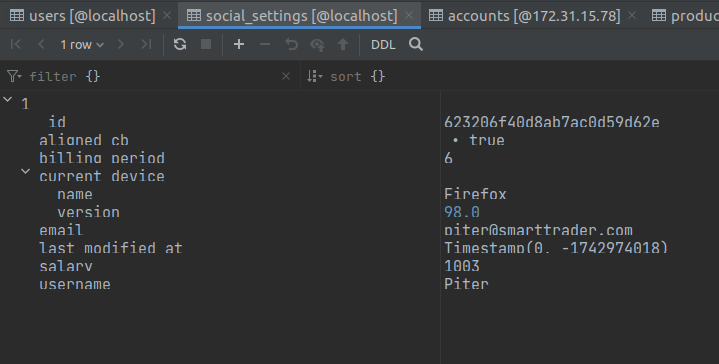 users [@localhost]
social_settings [@localhost]
accounts [@172.31.15.78]
produc
1 row
DDL
filter {}
sort {}
1
_id 623206f40d8ab7ac0d59d62e
aligned_cb • true
billing_period 6
current_device
name Firefox
version 98.0
email piter@smarttrader.com
last_modified_at Timestamp(0, -1742974018)
salary 1003
username Piter